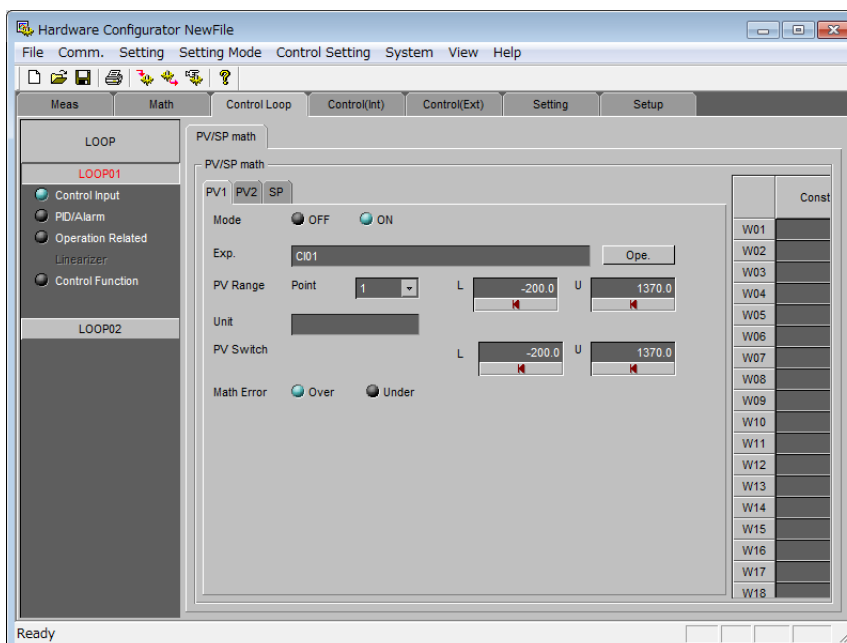 Hardware Configurator NewFile
File Comm. Setting Setting Mode Control Setting System View Help
Meas Math Control Loop Control(Int) Control(Ext) Setting Setup
LOOP
LOOP01
Control Input
PID/Alarm
Operation Related
Linearizer
Control Function
LOOP02
PV/SP math
PV/SP math
PV1 PV2 SP
Mode OFF ON
Exp. CI01 Ope.
PV Range Point 1 L -200.0 U 1370.0
Unit
PV Switch L -200.0 U 1370.0
Math Error Over Under
Const
W01
W02
W03
W04
W05
W06
W07
W08
W09
W10
W11
W12
W13
W14
W15
W16
W17
W18
Ready